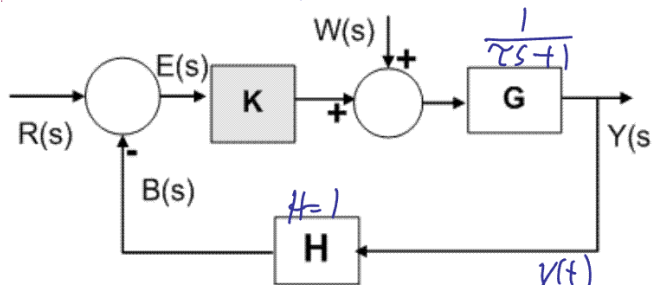 W(s)
1
τs+1
E(s)
+
K
+
G
R(s)
-
Y(s
B(s)
H=1
H
V(t)